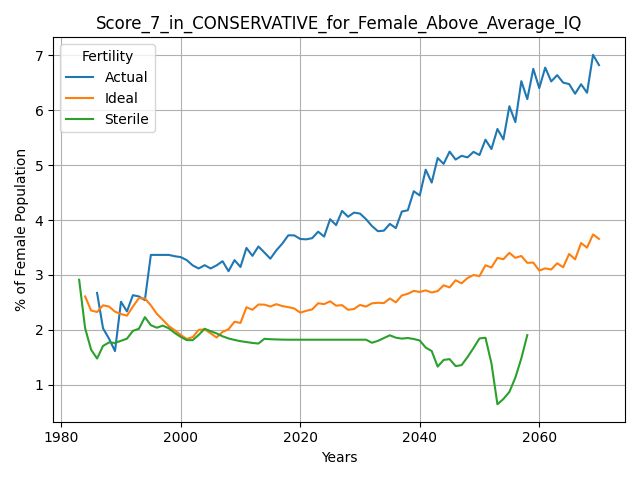 Score_7_in_CONSERVATIVE_for_Female_Above_Average_IQ
Fertility
Actual
Ideal
Sterile
% of Female Population
7
6
5
4
3
2
1
1980 2000 2020 2040 2060
Years